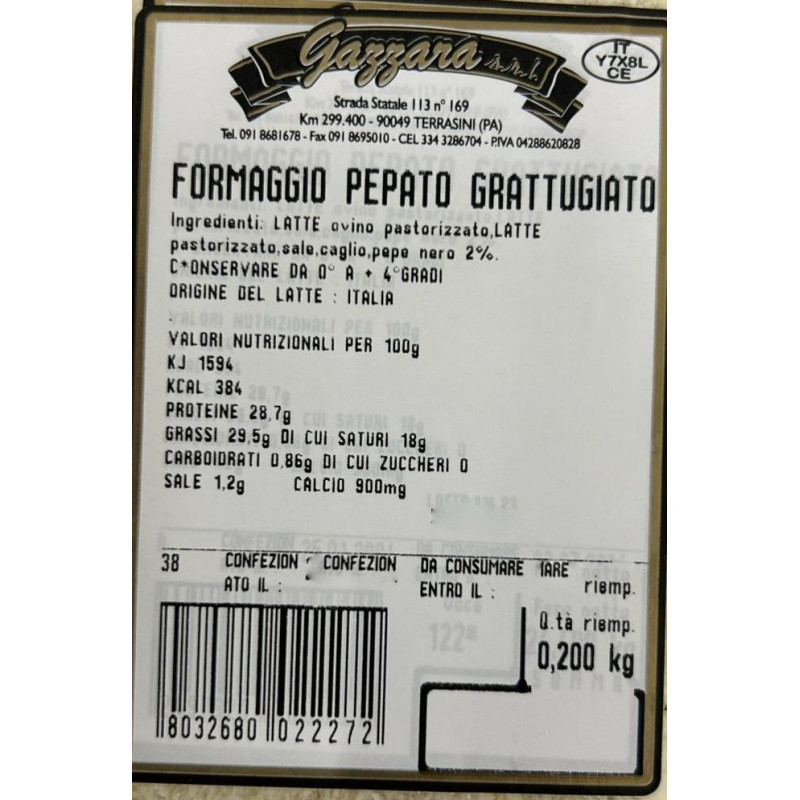 Gazzara s.r.l.
IT
Y7X8L
CE
Strada Statale 113 n° 169
Km 299.400 - 90049 TERRASINI (PA)
Tel. 091 8681678 - Fax 091 8695010 - CEL 334 3286704 - P.IVA 04288620828
FORMAGGIO PEPATO GRATTUGIATO
Ingredienti: LATTE ovino pastorizzato,LATTE
pastorizzato,sale,caglio,pepe nero 2%.
C*ONSERVARE DA 0° A + 4°GRADI
ORIGINE DEL LATTE : ITALIA
VALORI NUTRIZIONALI PER 100g
KJ 1594
KCAL 384
PROTEINE 28,7g
GRASSI 29,5g DI CUI SATURI 18g
CARBOIDRATI 0,86g DI CUI ZUCCHERI 0
SALE 1,2g CALCIO 900mg
38 CONFEZION CONFEZION DA CONSUMARE IARE riemp.
ATO IL : ENTRO IL :
Q.tà riemp.
0,200 kg
8032680 022272